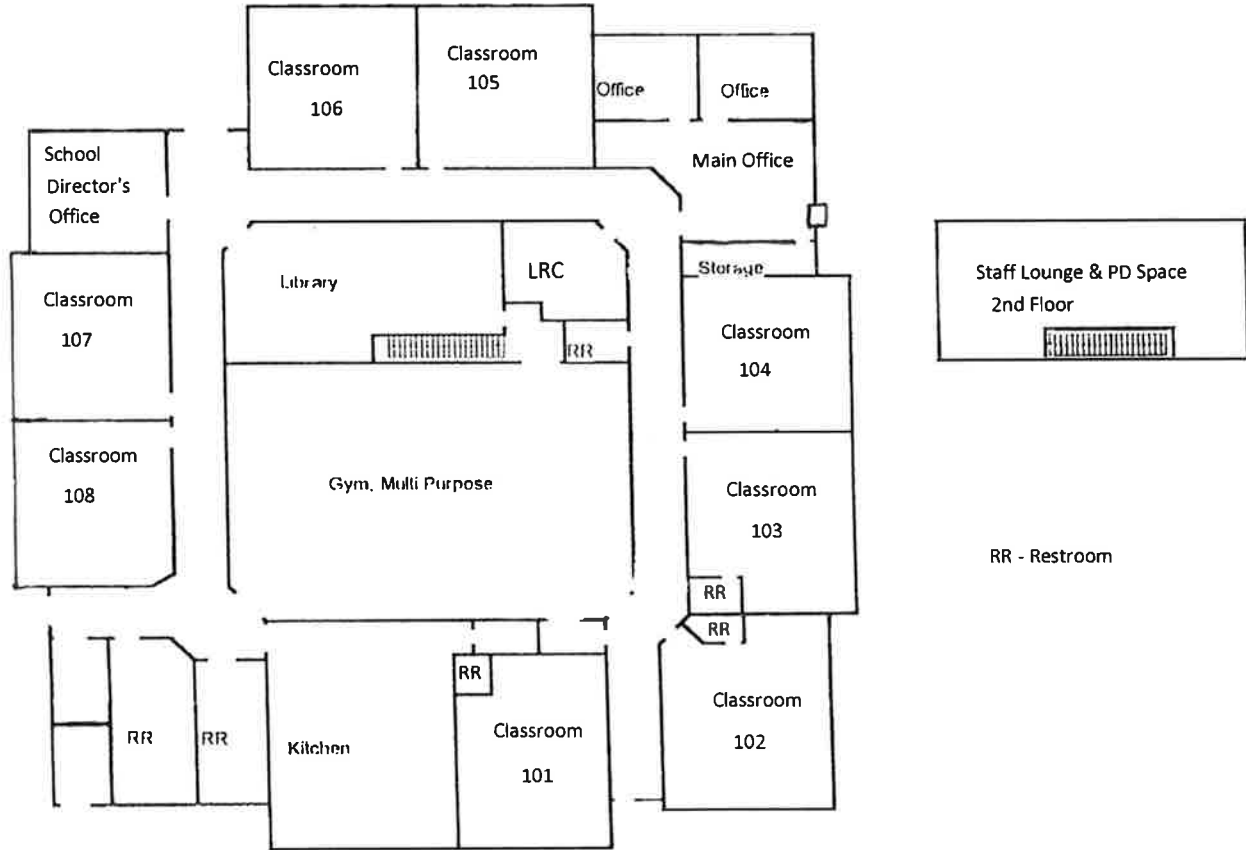 Classroom
106
Classroom
105
Office
Office
School
Director's
Office
Main Office
Library
LRC
Storage
Staff Lounge & PD Space
2nd Floor
Classroom
107
RR
Classroom
104
Classroom
108
Gym, Multi Purpose
Classroom
103
RR - Restroom
RR
RR
RR
Classroom
102
RR
RR
Kitchen
Classroom
101